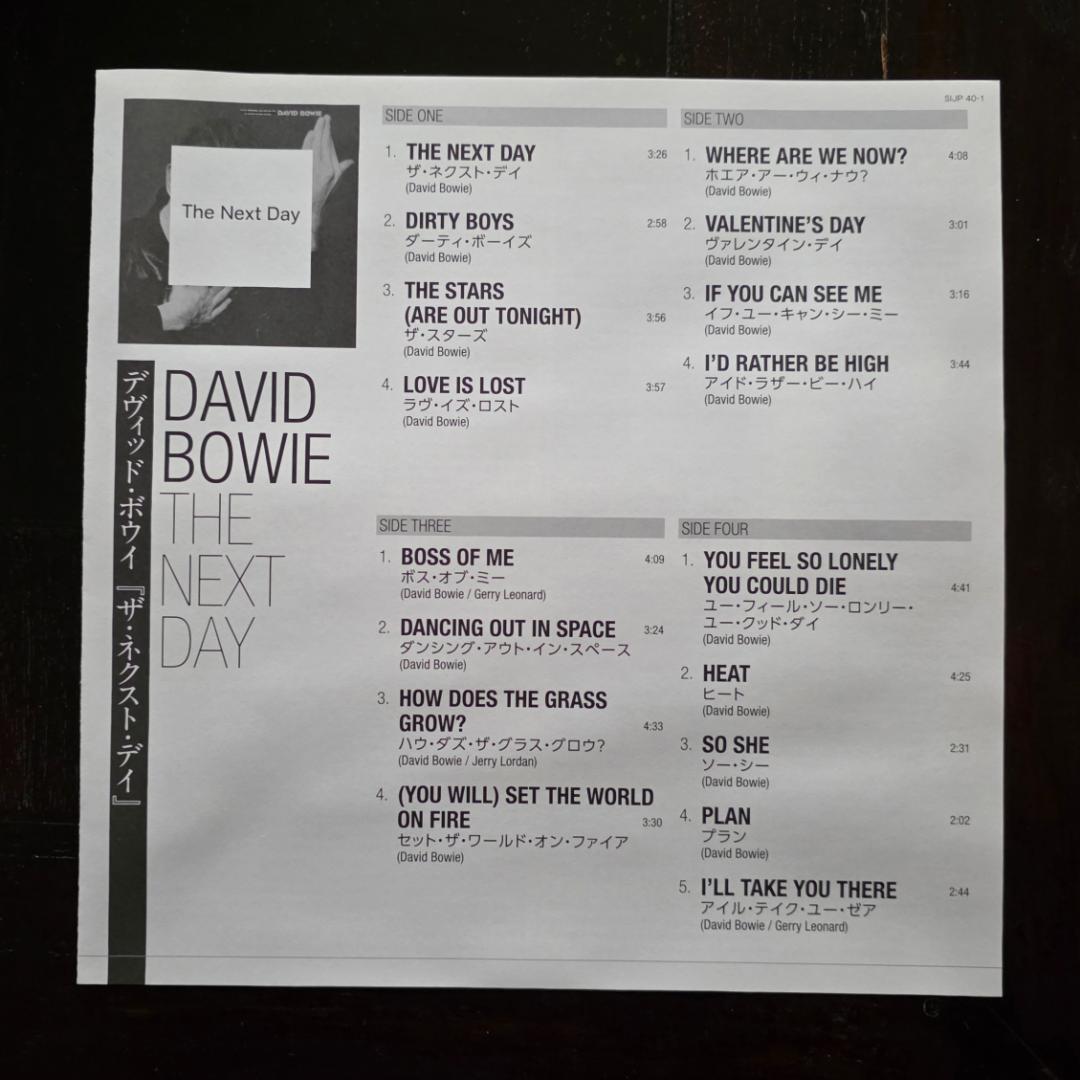 DAVID BOWIE
The Next Day
デヴィッド・ボウイ『ザ・ネクスト・デイ』
DAVID
BOWIE
THE
NEXT
DAY
SIJP 40-1
SIDE ONE
1. THE NEXT DAY 3:26
ザ・ネクスト・デイ
(David Bowie)
2. DIRTY BOYS 2:58
ダーティ・ボーイズ
(David Bowie)
3. THE STARS
(ARE OUT TONIGHT) 3:56
ザ・スターズ
(David Bowie)
4. LOVE IS LOST 3:57
ラヴ・イズ・ロスト
(David Bowie)
SIDE TWO
1. WHERE ARE WE NOW? 4:08
ホエア・アー・ウィ・ナウ?
(David Bowie)
2. VALENTINE'S DAY 3:01
ヴァレンタイン・デイ
(David Bowie)
3. IF YOU CAN SEE ME 3:16
イフ・ユー・キャン・シー・ミー
(David Bowie)
4. I'D RATHER BE HIGH 3:44
アイド・ラザー・ビー・ハイ
(David Bowie)
SIDE THREE
1. BOSS OF ME 4:09
ボス・オブ・ミー
(David Bowie / Gerry Leonard)
2. DANCING OUT IN SPACE 3:24
ダンシング・アウト・イン・スペース
(David Bowie)
3. HOW DOES THE GRASS
GROW? 4:33
ハウ・ダズ・ザ・グラス・グロウ?
(David Bowie / Jerry Lordan)
4. (YOU WILL) SET THE WORLD
ON FIRE 3:30
セット・ザ・ワールド・オン・ファイア
(David Bowie)
SIDE FOUR
1. YOU FEEL SO LONELY
YOU COULD DIE 4:41
ユー・フィール・ソー・ロンリー・
ユー・クッド・ダイ
(David Bowie)
2. HEAT 4:25
ヒート
(David Bowie)
3. SO SHE 2:31
ソー・シー
(David Bowie)
4. PLAN 2:02
プラン
(David Bowie)
5. I'LL TAKE YOU THERE 2:44
アイル・テイク・ユー・ゼア
(David Bowie / Gerry Leonard)